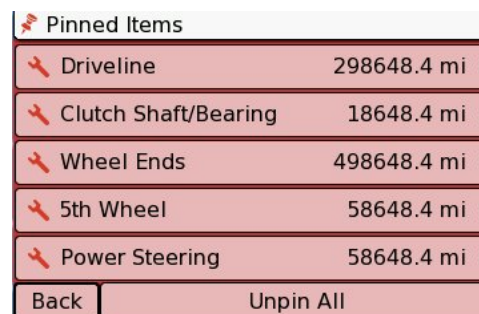 Pinned Items
Driveline 298648.4 mi
Clutch Shaft/Bearing 18648.4 mi
Wheel Ends 498648.4 mi
5th Wheel 58648.4 mi
Power Steering 58648.4 mi
Back Unpin All